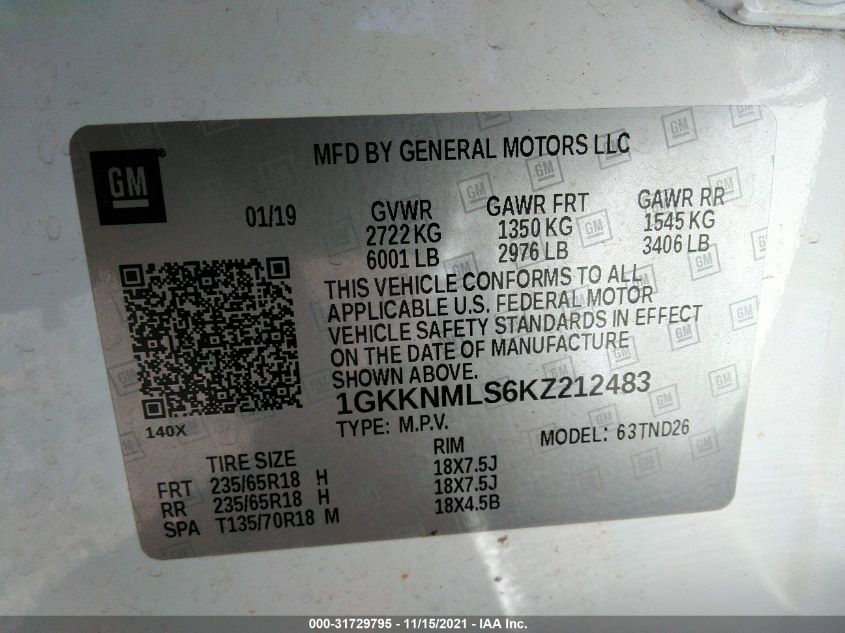 GM
MFD BY GENERAL MOTORS LLC
01/19
GVWR GAWR FRT GAWR RR
2722 KG 1350 KG 1545 KG
6001 LB 2976 LB 3406 LB
THIS VEHICLE CONFORMS TO ALL
APPLICABLE U.S. FEDERAL MOTOR
VEHICLE SAFETY STANDARDS IN EFFECT
ON THE DATE OF MANUFACTURE
SHOWN ABOVE.
1GKKNMLS6KZ212483
140X
TYPE: M.P.V. MODEL: 63TND26
TIRE SIZE RIM
FRT 235/65R18 H 18X7.5J
RR 235/65R18 H 18X7.5J
SPA T135/70R18 M 18X4.5B
000-31729795 - 11/15/2021 - IAA Inc.